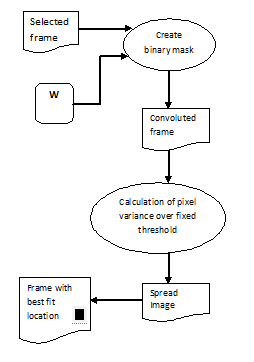 Selected
frame
Create
binary mask
W
Convoluted
frame
Calculation of pixel
variance over fixed
threshold
Frame with
best fit
location
Spread
Image